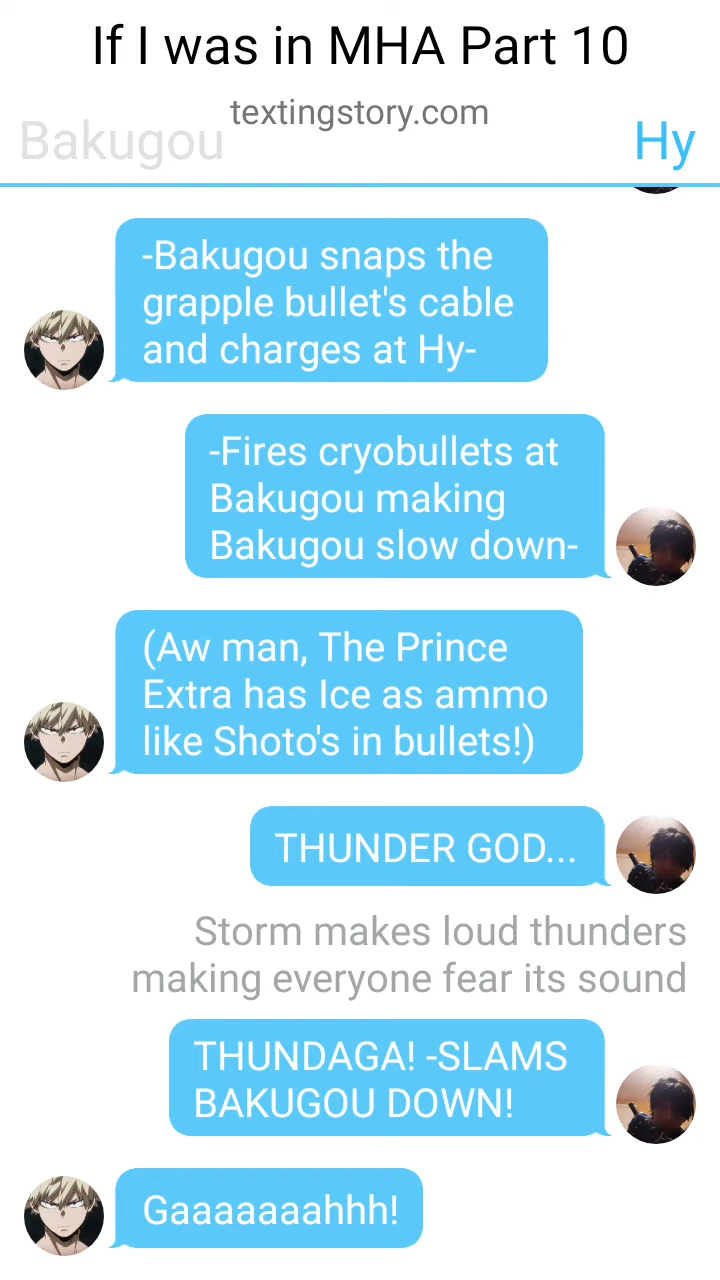 If I was in MHA Part 10
textingstory.com
Bakugou
Hy
-Bakugou snaps the
grapple bullet's cable
and charges at Hy-
-Fires cryobullets at
Bakugou making
Bakugou slow down-
(Aw man, The Prince
Extra has Ice as ammo
like Shoto's in bullets!)
THUNDER GOD...
Storm makes loud thunders
making everyone fear its sound
THUNDAGA! -SLAMS
BAKUGOU DOWN!
Gaaaaaaahhh!